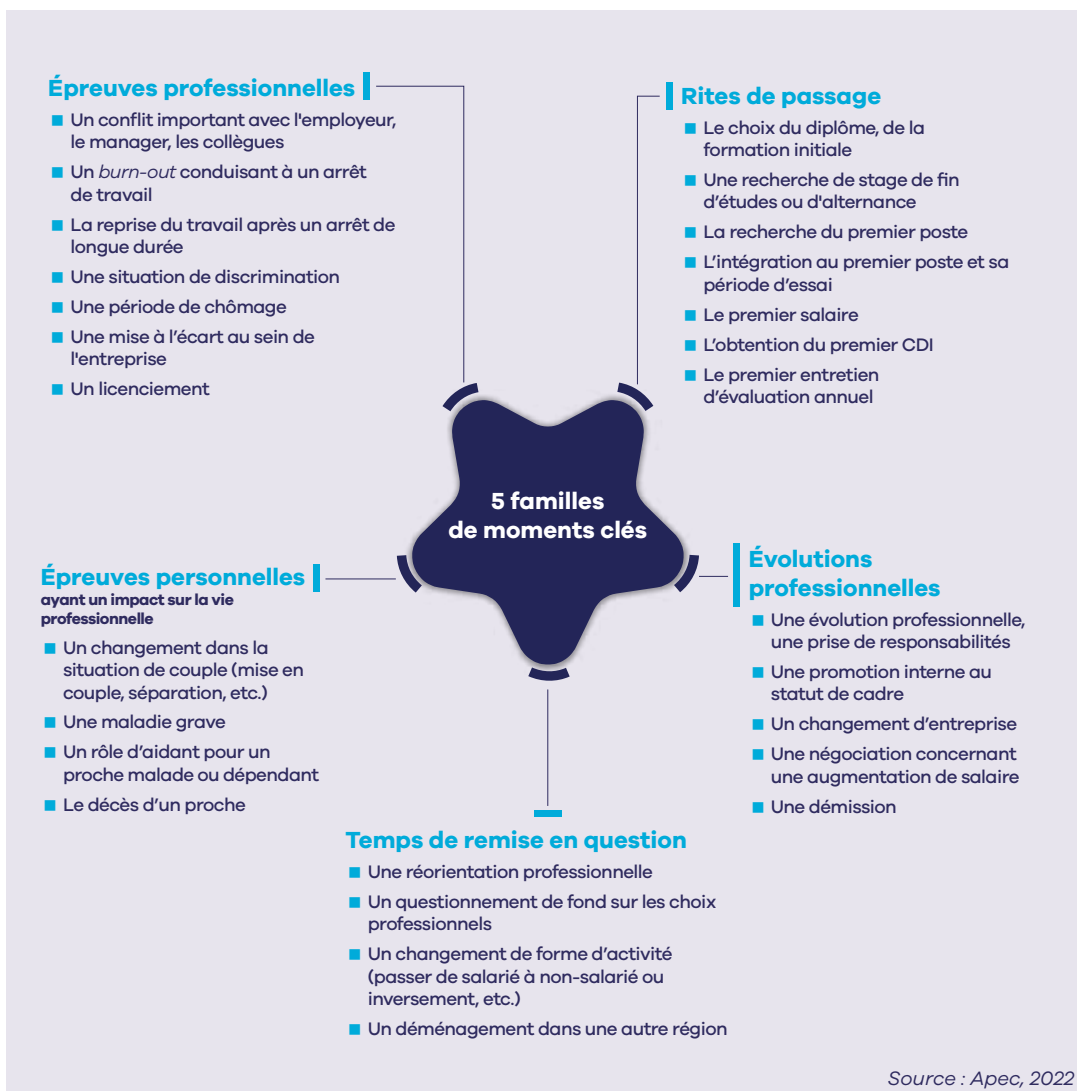 Épreuves professionnelles
Un conflit important avec l'employeur,
le manager, les collègues
Un burn-out conduisant à un arrêt
de travail
La reprise du travail après un arrêt de
longue durée
Une situation de discrimination
Une période de chômage
Une mise à l'écart au sein de
l'entreprise
Un licenciement
Rites de passage
Le choix du diplôme, de la
formation initiale
Une recherche de stage de fin
d'études ou d'alternance
La recherche du premier poste
L'intégration au premier poste et sa
période d'essai
Le premier salaire
L'obtention du premier CDI
Le premier entretien
d'évaluation annuel
5 familles
de moments clés
Épreuves personnelles
ayant un impact sur la vie
professionnelle
Un changement dans la
situation de couple (mise en
couple, séparation, etc.)
Une maladie grave
Un rôle d'aidant pour un
proche malade ou dépendant
Le décès d'un proche
Évolutions
professionnelles
Une évolution professionnelle,
une prise de responsabilités
Une promotion interne au
statut de cadre
Un changement d'entreprise
Une négociation concernant
une augmentation de salaire
Une démission
Temps de remise en question
Une réorientation professionnelle
Un questionnement de fond sur les choix
professionnels
Un changement de forme d'activité
(passer de salarié à non-salarié ou
inversement, etc.)
Un déménagement dans une autre région
Source : Apec, 2022